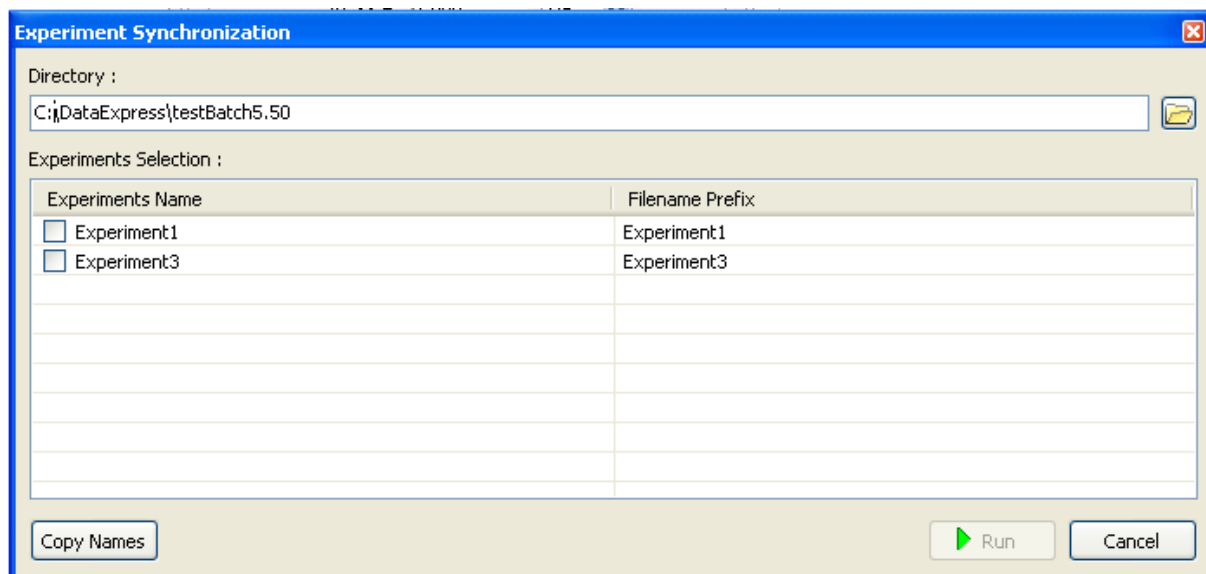 Experiment Synchronization
Directory :
C:\DataExpress\testBatch5.50
Experiments Selection :
Experiments Name Filename Prefix
Experiment1 Experiment1
Experiment3 Experiment3
Copy Names Run Cancel